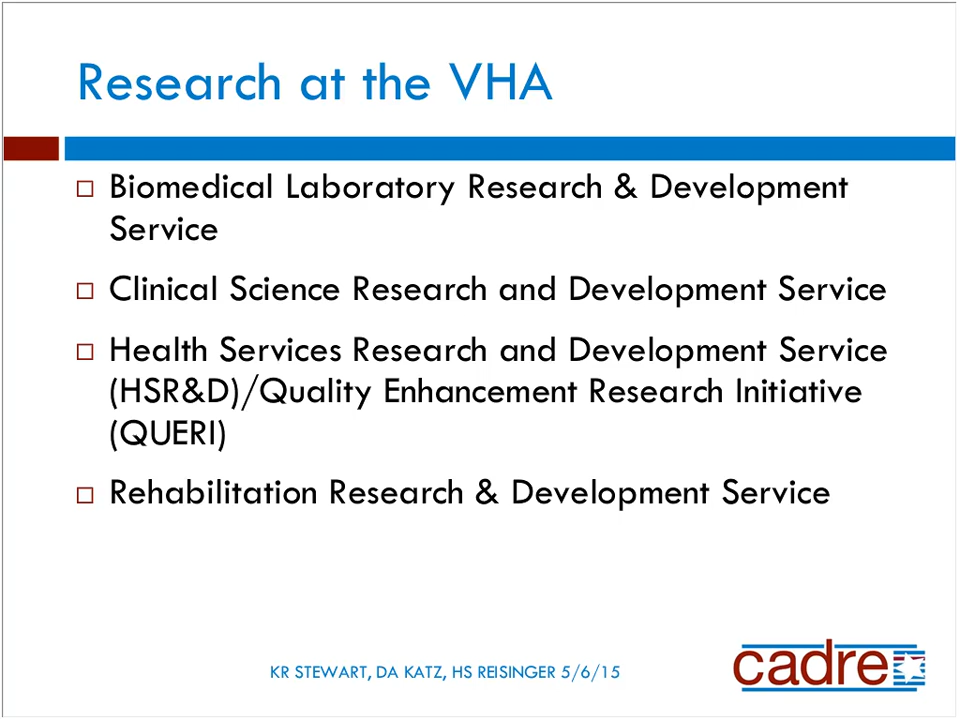 Research at the VHA
Biomedical Laboratory Research & Development
Service
Clinical Science Research and Development Service
Health Services Research and Development Service
(HSR&D)/Quality Enhancement Research Initiative
(QUERI)
Rehabilitation Research & Development Service
KR STEWART, DA KATZ, HS REISINGER 5/6/15
cadre